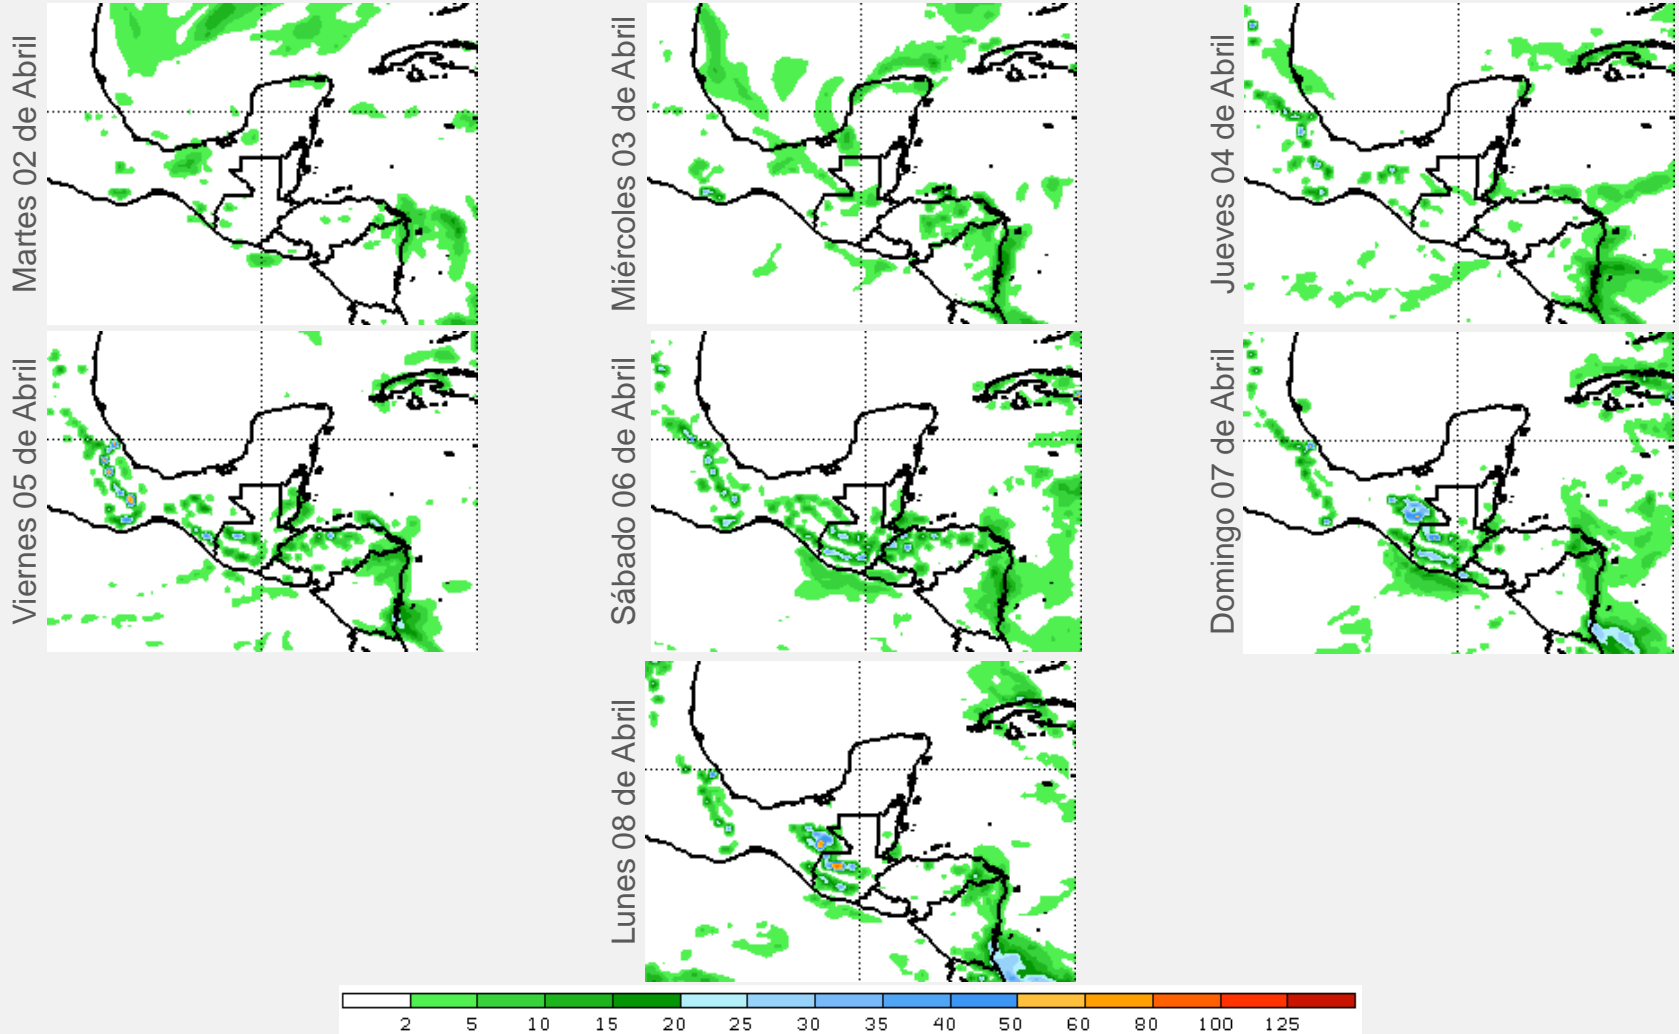 Martes 02 de Abril
Miércoles 03 de Abril
Jueves 04 de Abril
Viernes 05 de Abril
Sábado 06 de Abril
Domingo 07 de Abril
Lunes 08 de Abril
2 5 10 15 20 25 30 35 40 50 60 80 100 125